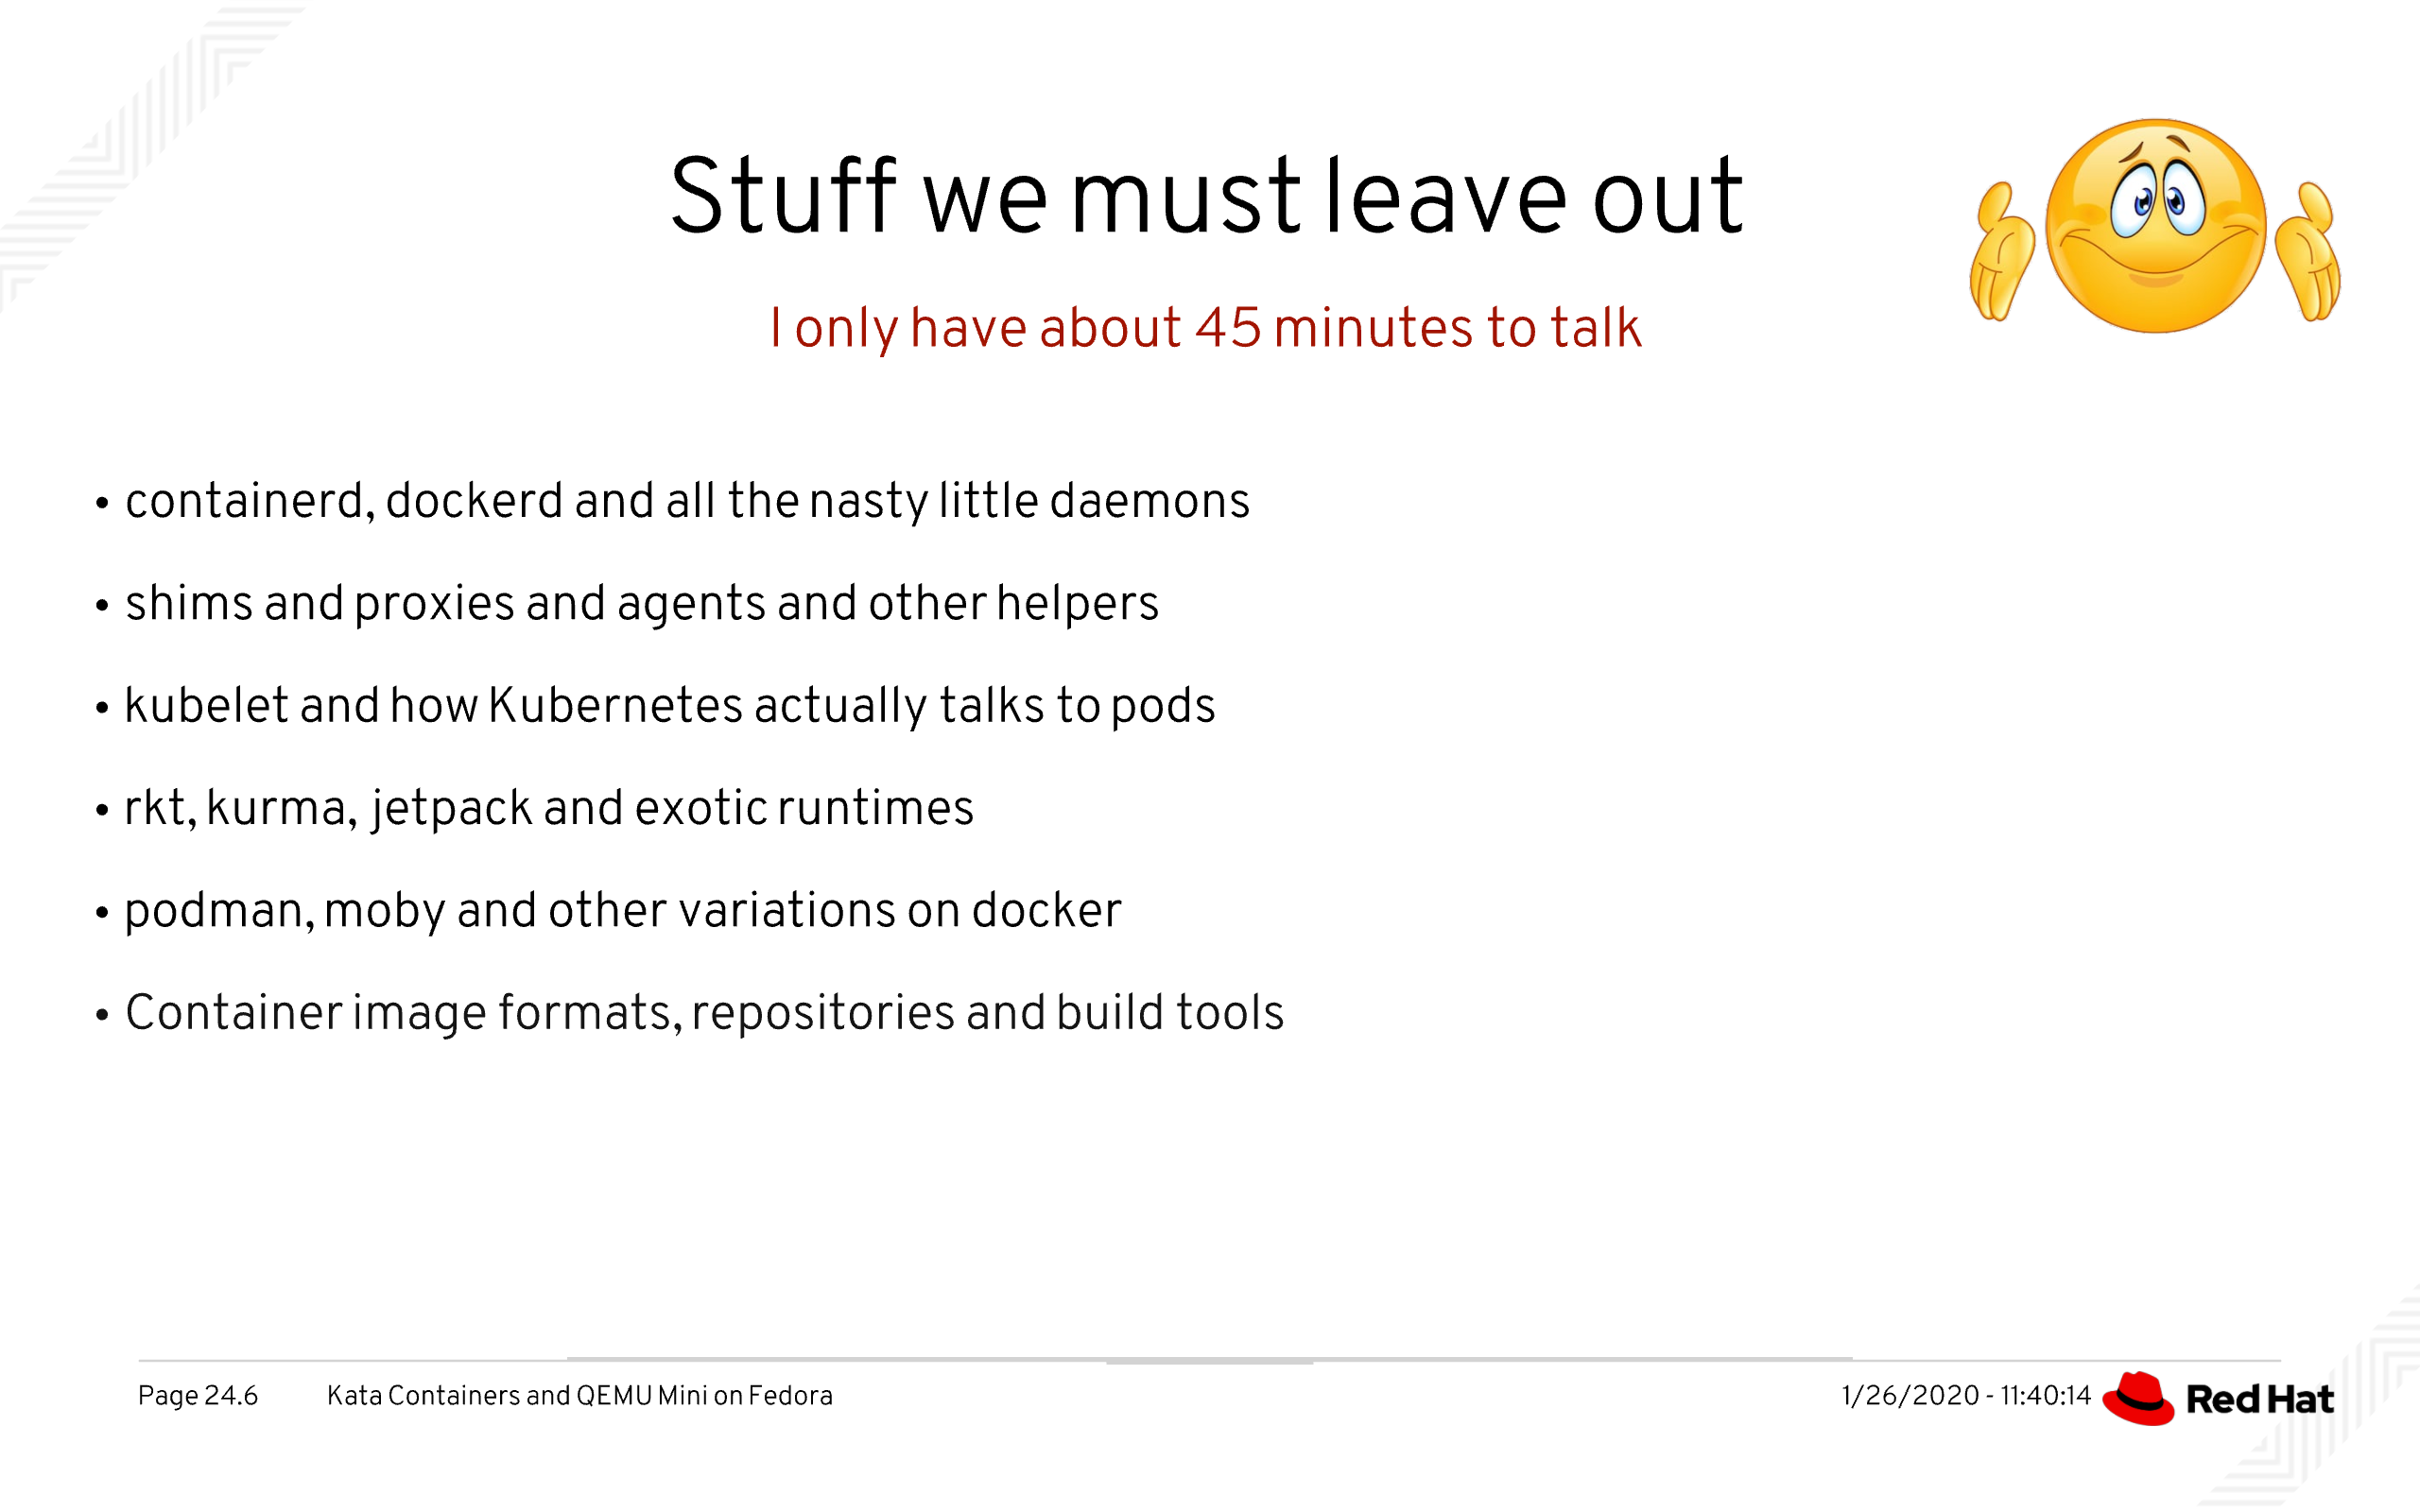 Stuff we must leave out
I only have about 45 minutes to talk
• containerd, dockerd and all the nasty little daemons
• shims and proxies and agents and other helpers
• kubelet and how Kubernetes actually talks to pods
• rkt, kurma, jetpack and exotic runtimes
• podman, moby and other variations on docker
• Container image formats, repositories and build tools
Page 24.6 Kata Containers and QEMU Mini on Fedora 1/26/2020 - 11:40:14 Red Hat